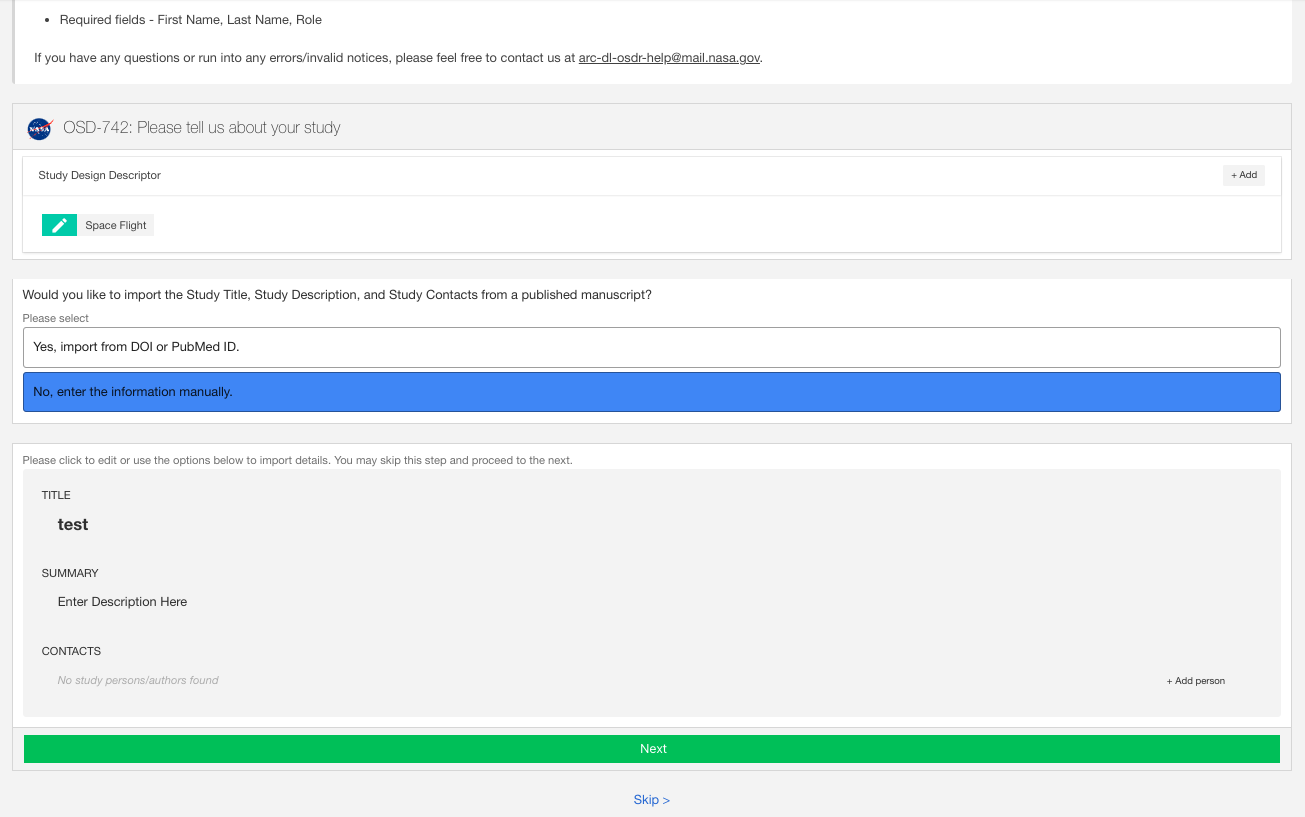 • Required fields - First Name, Last Name, Role
If you have any questions or run into any errors/invalid notices, please feel free to contact us at arc-dl-osdr-help@mail.nasa.gov.
NASA OSD-742: Please tell us about your study
Study Design Descriptor + Add
Space Flight
Would you like to import the Study Title, Study Description, and Study Contacts from a published manuscript?
Please select
Yes, import from DOI or PubMed ID.
No, enter the information manually.
Please click to edit or use the options below to import details. You may skip this step and proceed to the next.
TITLE
test
SUMMARY
Enter Description Here
CONTACTS
No study persons/authors found + Add person
Next
Skip >